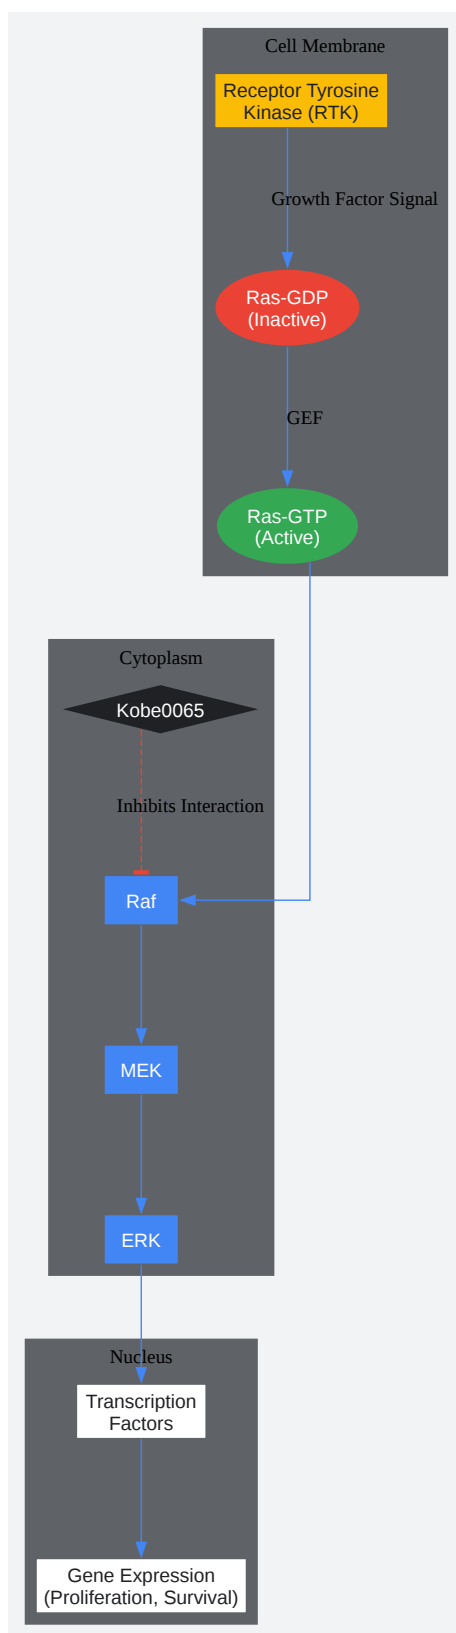 Cell Membrane
Receptor Tyrosine
Kinase (RTK)
Growth Factor Signal
Ras-GDP
(Inactive)
GEF
Ras-GTP
(Active)
Cytoplasm
Kobe0065
Inhibits Interaction
Raf
MEK
ERK
Nucleus
Transcription
Factors
Gene Expression
(Proliferation, Survival)